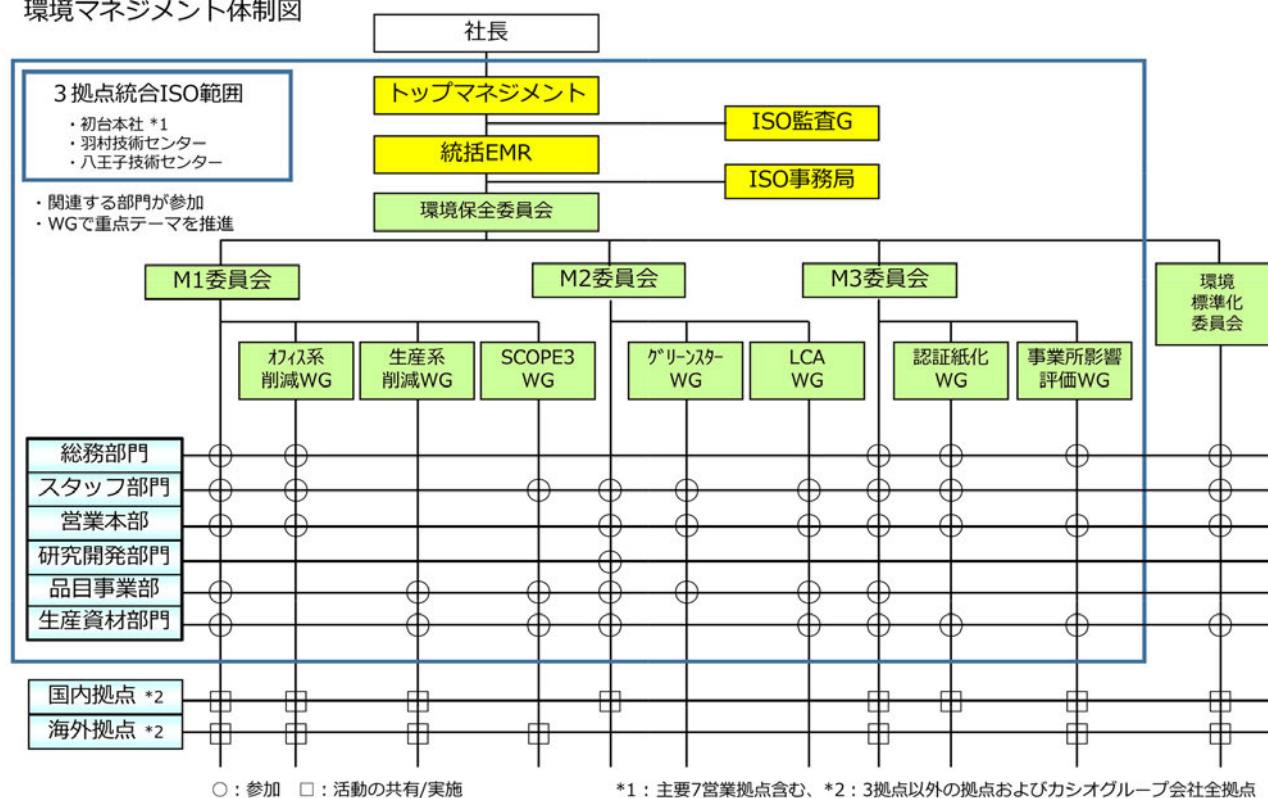 環境マネジメント体制図
社長
3拠点統合ISO範囲
・初台本社 *1
・羽村技術センター
・八王子技術センター
・関連する部門が参加
・WGで重点テーマを推進
トップマネジメント
ISO監査G
統括EMR
ISO事務局
環境保全委員会
M1委員会
M2委員会
M3委員会
環境
標準化
委員会
ｵﾌｨｽ系
削減WG
生産系
削減WG
SCOPE3
WG
ｸﾞﾘｰﾝｽﾀｰ
WG
LCA
WG
認証紙化
WG
事業所影響
評価WG
総務部門
スタッフ部門
営業本部
研究開発部門
品目事業部
生産資材部門
国内拠点 *2
海外拠点 *2
○：参加 □：活動の共有/実施
*1：主要7営業拠点含む、*2：3拠点以外の拠点およびカシオグループ会社全拠点